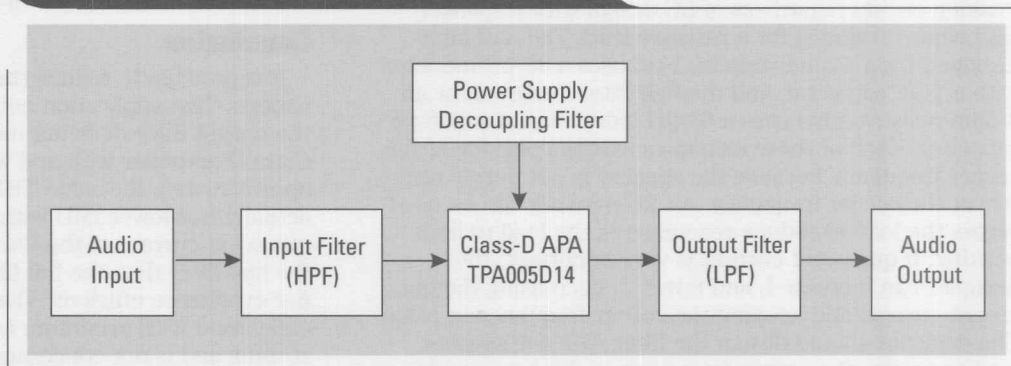 Power Supply
Decoupling Filter
Audio
Input
Input Filter
(HPF)
Class-D APA
TPA005D14
Output Filter
(LPF)
Audio
Output